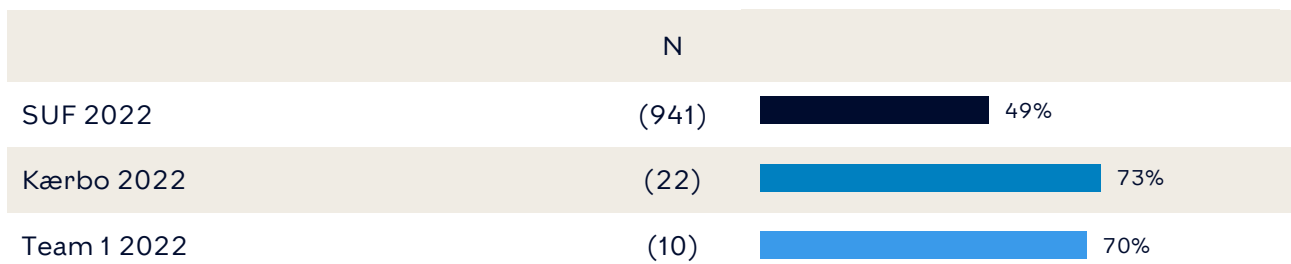 N
SUF 2022 (941) 49%
Kærbo 2022 (22) 73%
Team 1 2022 (10) 70%